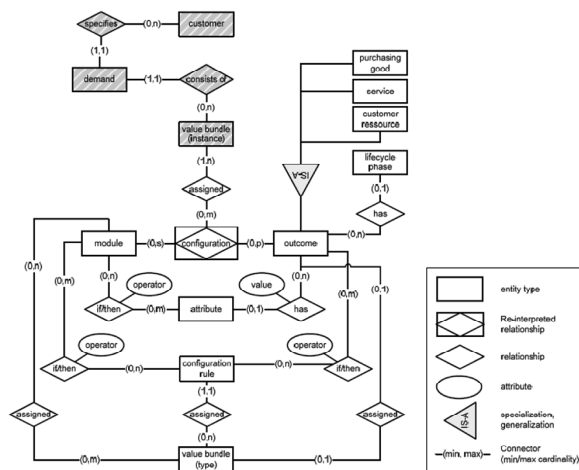 specifies
(0,n)
customer
(1,1)
demand
(1,1)
consists of
(0,n)
value bundle
(instance)
(1,n)
assigned
(0,m)
purchasing
good
service
customer
ressource
lifecycle
phase
IS-A
(0,1)
has
(0,n)
module
(0,s)
configuration
(0,p)
outcome
(0,n)
(0,m)
(0,n)
operator
if/then
(0,m)
attribute
(0,1)
value
has
(0,n)
(0,m)
(0,1)
operator
if/then
(0,n)
configuration
rule
(0,n)
operator
if/then
(1,1)
assigned
assigned
assigned
(0,n)
(0,m)
value bundle
(type)
(0,1)
entity type
Re-interpreted
relationship
relationship
attribute
IS-A
specialization,
generalization
(min, max)
Connector
(min/max cardinality)